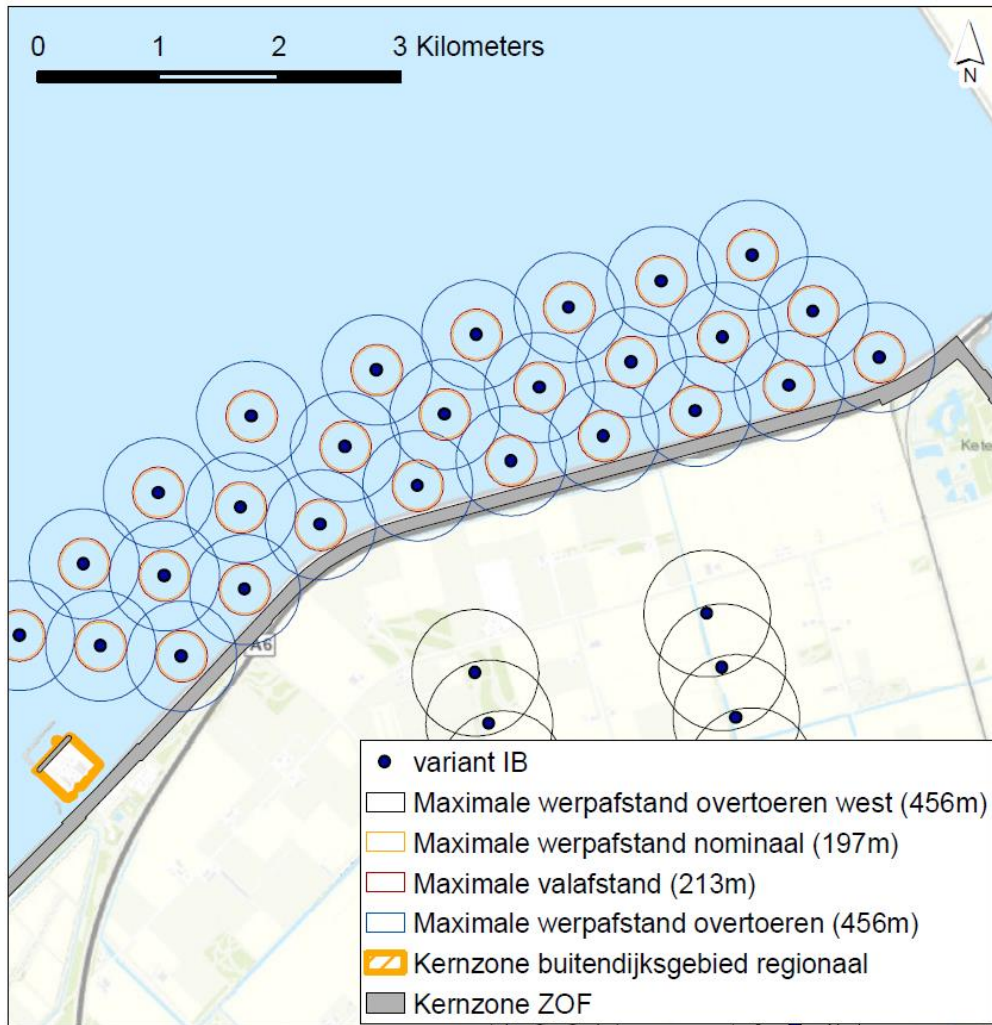 0 1 2 3 Kilometers
N
Kete
A6
variant IB
Maximale werpafstand overtoeren west (456m)
Maximale werpafstand nominaal (197m)
Maximale valafstand (213m)
Maximale werpafstand overtoeren (456m)
Kernzone buitendijksgebied regionaal
Kernzone ZOF